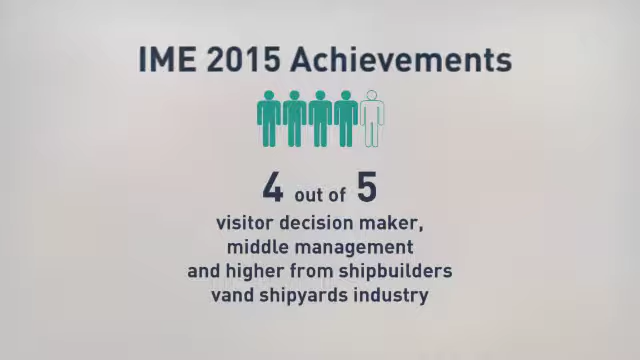 IME 2015 Achievements
4 out of 5
visitor decision maker,
middle management
and higher from shipbuilders
vand shipyards industry